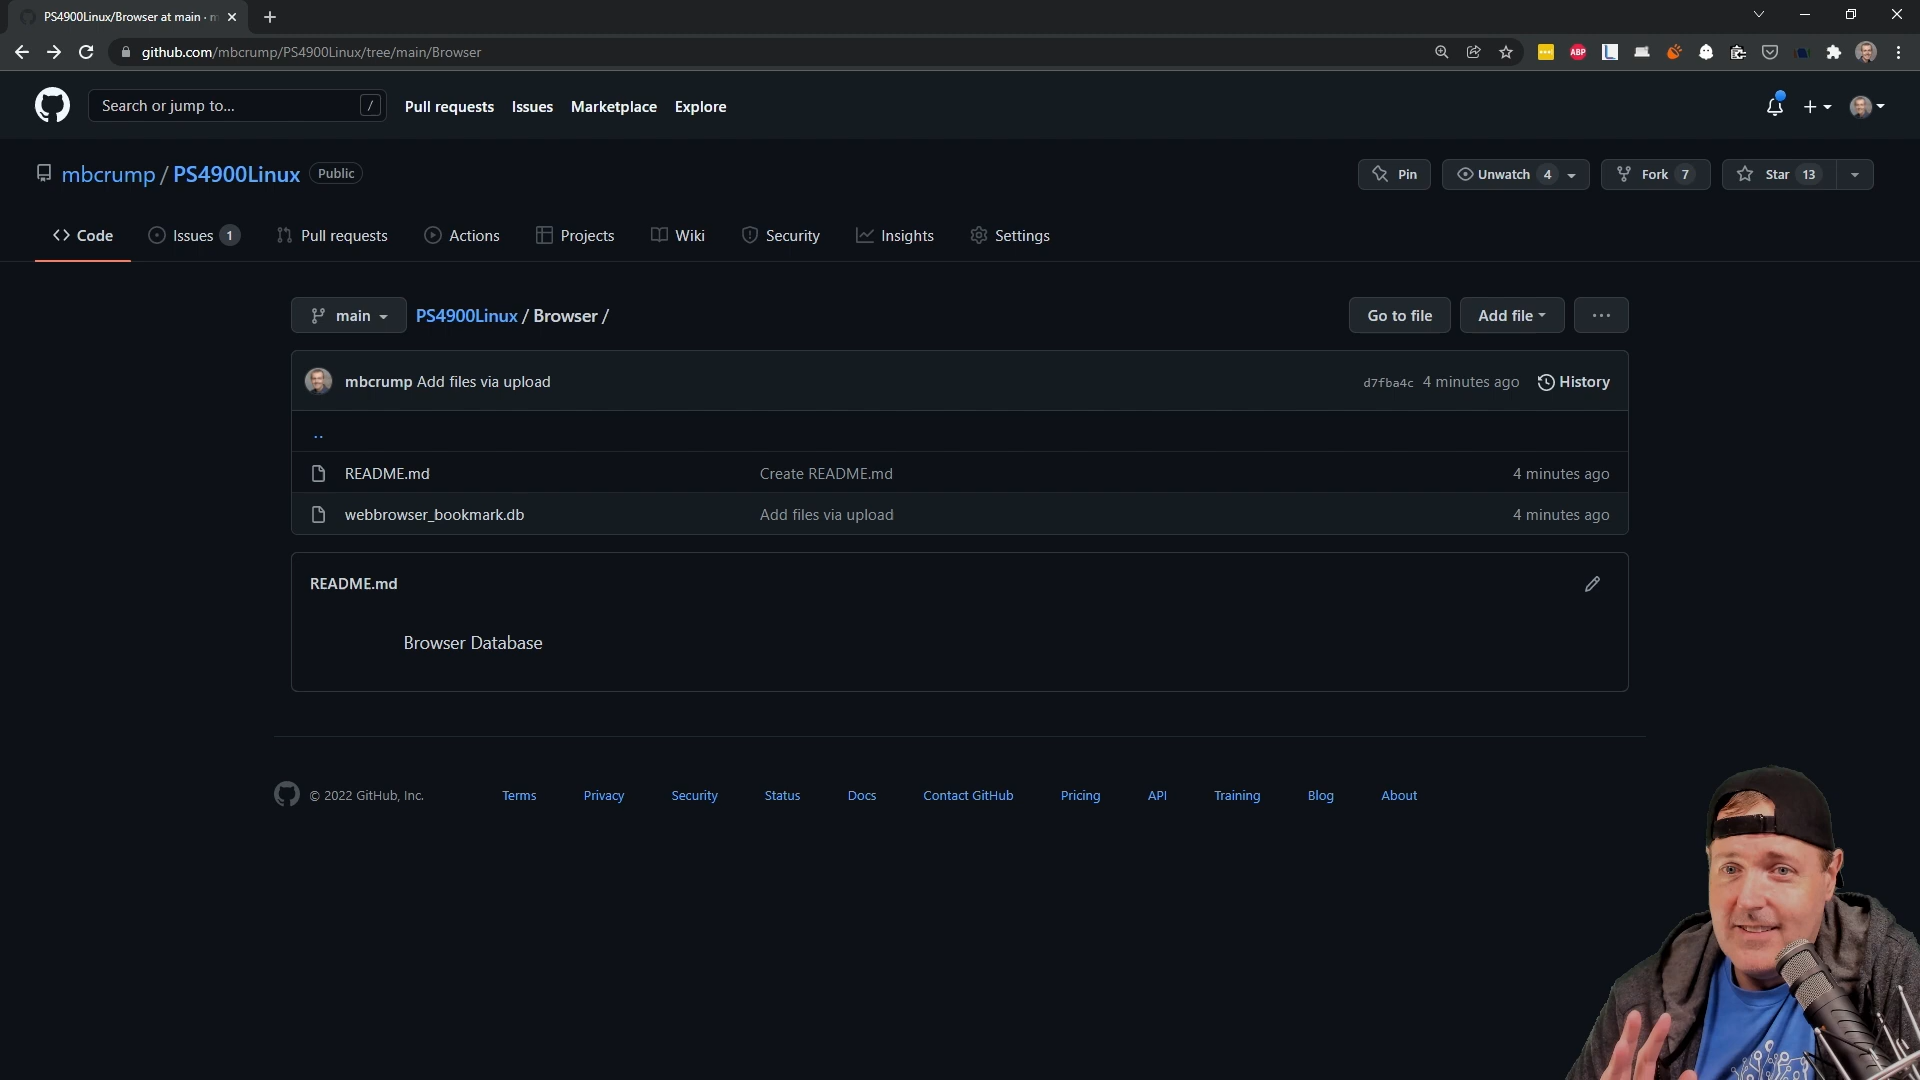 PS4900Linux/Browser at main · m
github.com/mbcrump/PS4900Linux/tree/main/Browser
ABP
Search or jump to... /
Pull requests Issues Marketplace Explore
mbcrump / PS4900Linux Public
Pin Unwatch 4 Fork 7 Star 13
Code Issues 1 Pull requests Actions Projects Wiki Security Insights Settings
main PS4900Linux / Browser / Go to file Add file ...
mbcrump Add files via upload d7fba4c 4 minutes ago History
..
README.md Create README.md 4 minutes ago
webbrowser_bookmark.db Add files via upload 4 minutes ago
README.md
Browser Database
© 2022 GitHub, Inc. Terms Privacy Security Status Docs Contact GitHub Pricing API Training Blog About